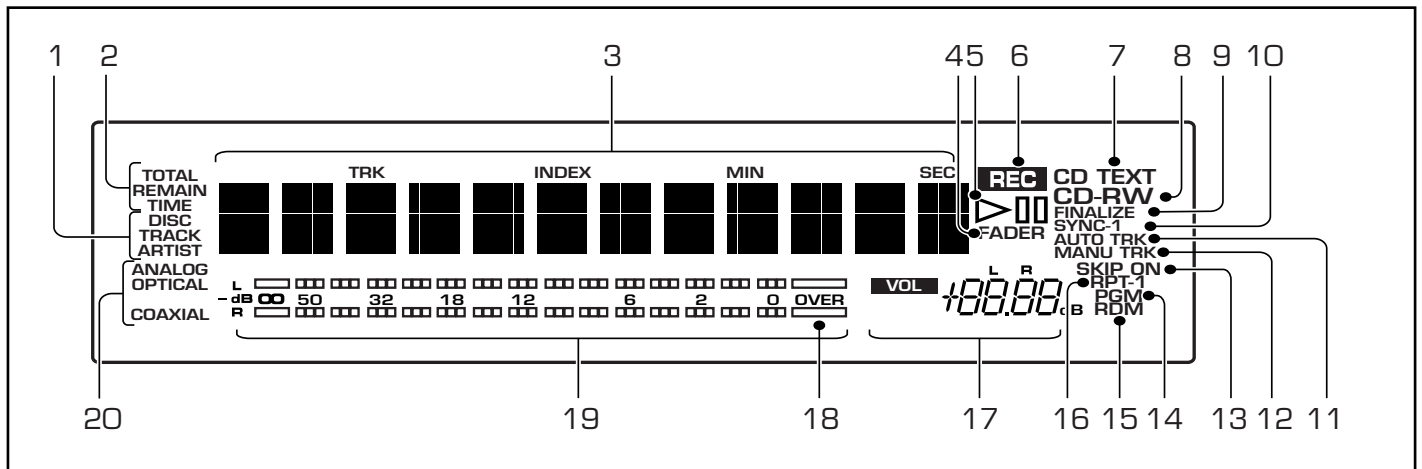 1 2 3 4 5 6 7 8 9 10
TOTAL TRK INDEX MIN SEC REC CD TEXT
REMAIN CD-RW
TIME FINALIZE
DISC SYNC-1
TRACK FADER AUTO TRK
ARTIST MANU TRK
ANALOG L R SKIP ON
OPTICAL L VOL RPT-1
- dB ∞ 50 32 18 12 6 2 0 OVER +88.88 dB PGM
COAXIAL R RDM
20 19 18 17 16 15 14 13 12 11